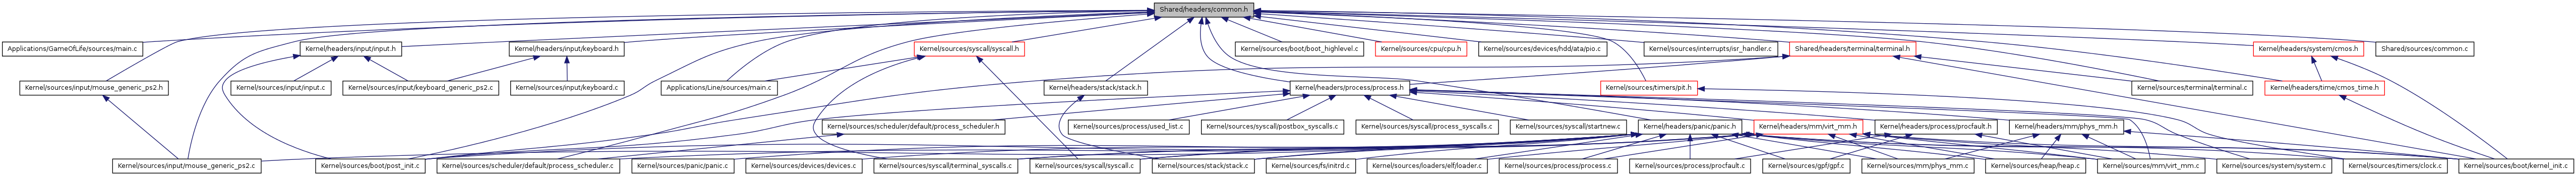 Shared/headers/common.h
Applications/GameOfLife/sources/main.c
Kernel/headers/input/input.h
Kernel/headers/input/keyboard.h
Kernel/sources/syscall/syscall.h
Kernel/sources/boot/boot_highlevel.c
Kernel/sources/cpu/cpu.h
Kernel/sources/devices/hdd/ata/pio.c
Kernel/sources/interrupts/isr_handler.c
Shared/headers/terminal/terminal.h
Kernel/headers/system/cmos.h
Shared/sources/common.c
Kernel/sources/input/mouse_generic_ps2.h
Kernel/sources/input/input.c
Kernel/sources/input/keyboard_generic_ps2.c
Kernel/sources/input/keyboard.c
Applications/Line/sources/main.c
Kernel/headers/stack/stack.h
Kernel/headers/process/process.h
Kernel/sources/timers/pit.h
Kernel/sources/terminal/terminal.c
Kernel/headers/time/cmos_time.h
Kernel/sources/scheduler/default/process_scheduler.h
Kernel/sources/process/used_list.c
Kernel/sources/syscall/postbox_syscalls.c
Kernel/sources/syscall/process_syscalls.c
Kernel/sources/syscall/startnew.c
Kernel/headers/panic/panic.h
Kernel/headers/mm/virt_mm.h
Kernel/headers/process/procfault.h
Kernel/headers/mm/phys_mm.h
Kernel/sources/input/mouse_generic_ps2.c
Kernel/sources/boot/post_init.c
Kernel/sources/scheduler/default/process_scheduler.c
Kernel/sources/panic/panic.c
Kernel/sources/devices/devices.c
Kernel/sources/syscall/terminal_syscalls.c
Kernel/sources/syscall/syscall.c
Kernel/sources/stack/stack.c
Kernel/sources/fs/initrd.c
Kernel/sources/loaders/elf/loader.c
Kernel/sources/process/process.c
Kernel/sources/process/procfault.c
Kernel/sources/gpf/gpf.c
Kernel/sources/mm/phys_mm.c
Kernel/sources/heap/heap.c
Kernel/sources/mm/virt_mm.c
Kernel/sources/system/system.c
Kernel/sources/timers/clock.c
Kernel/sources/boot/kernel_init.c